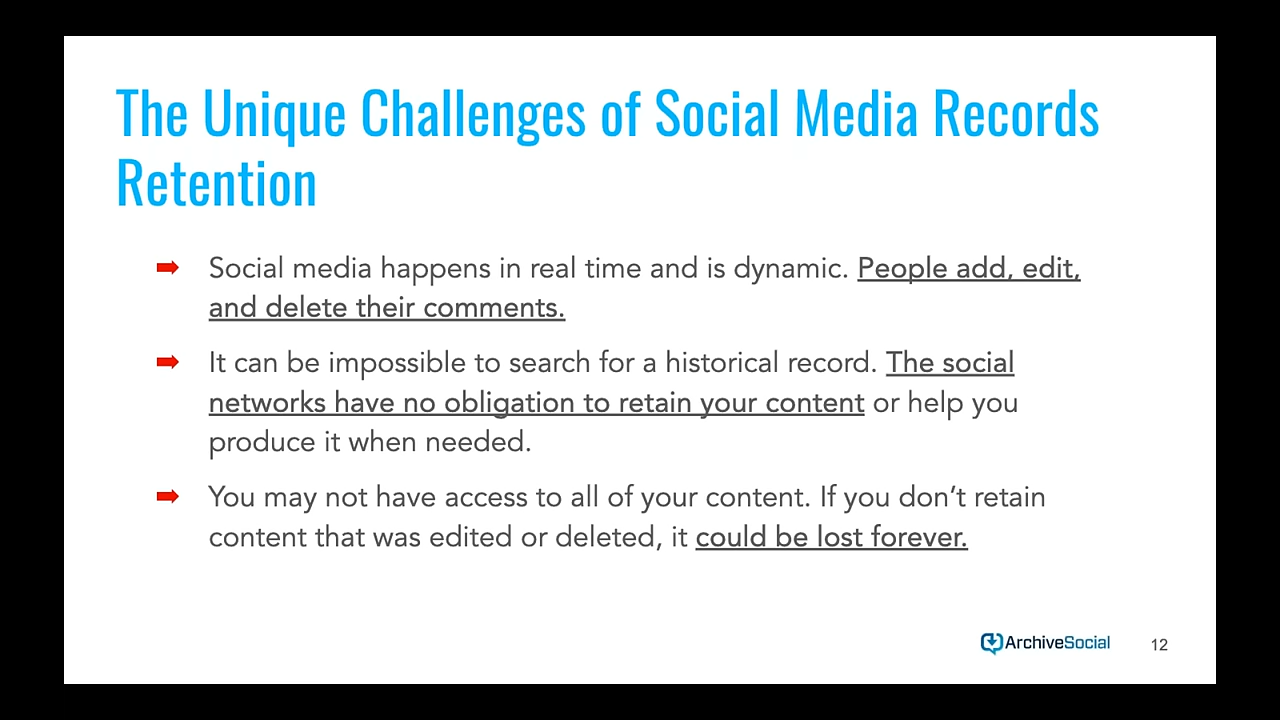 The Unique Challenges of Social Media Records
Retention
Social media happens in real time and is dynamic. People add, edit,
and delete their comments.
It can be impossible to search for a historical record. The social
networks have no obligation to retain your content or help you
produce it when needed.
You may not have access to all of your content. If you don’t retain
content that was edited or deleted, it could be lost forever.
ArchiveSocial
12